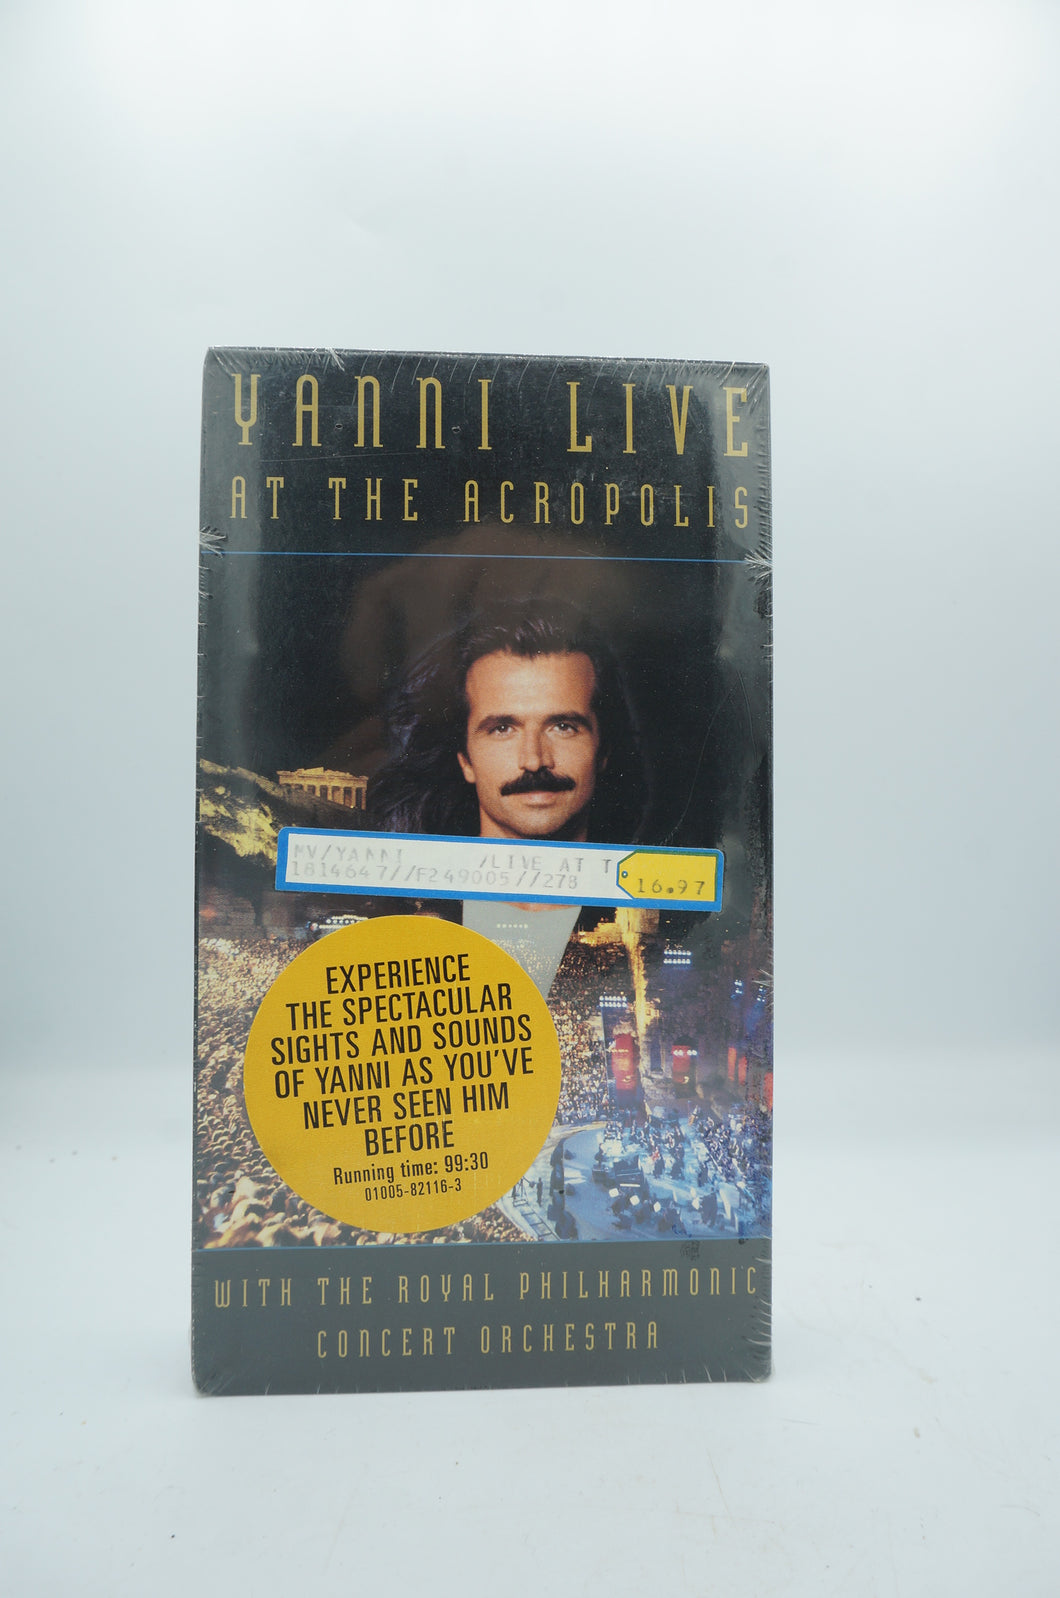 YANNI LIVE
AT THE ACROPOLIS
MV/YANNI /LIVE AT T
1814647//F249005//278
16.97
EXPERIENCE
THE SPECTACULAR
SIGHTS AND SOUNDS
OF YANNI AS YOU'VE
NEVER SEEN HIM
BEFORE
Running time: 99:30
01005-82116-3
WITH THE ROYAL PHILHARMONIC
CONCERT ORCHESTRA